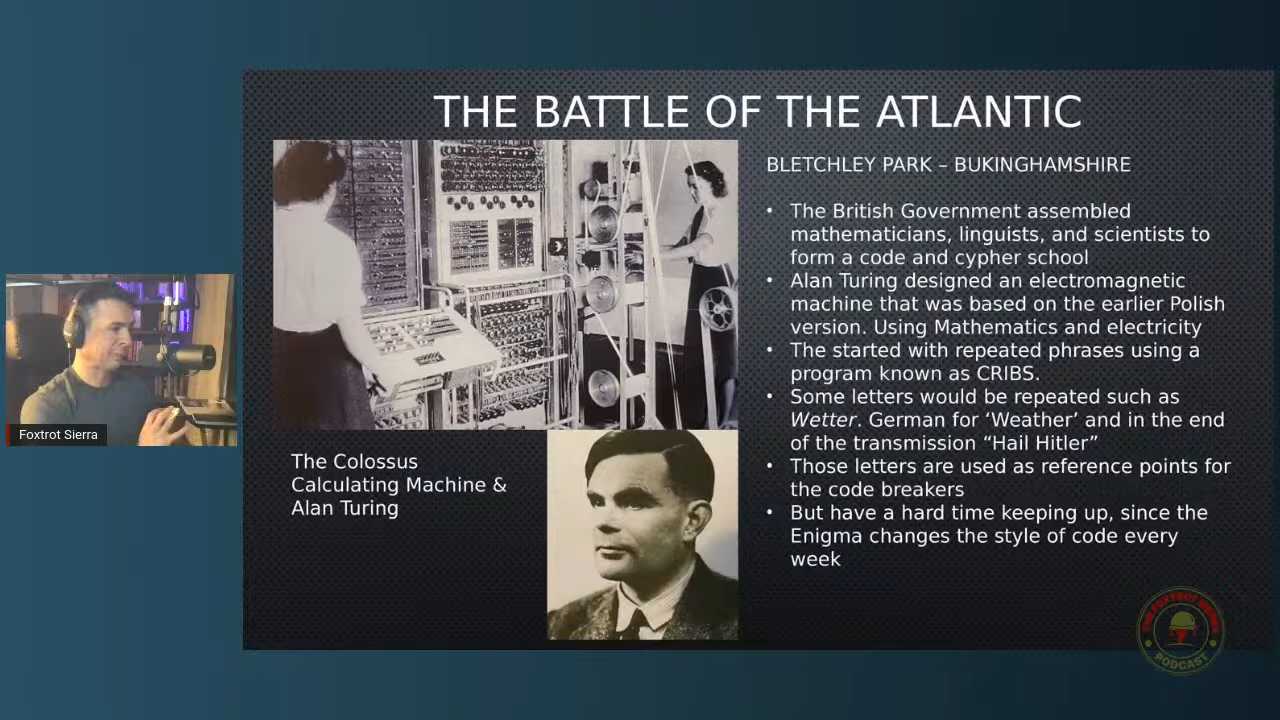 THE BATTLE OF THE ATLANTIC
BLETCHLEY PARK – BUKINGHAMSHIRE
• The British Government assembled
mathematicians, linguists, and scientists to
form a code and cypher school
• Alan Turing designed an electromagnetic
machine that was based on the earlier Polish
version. Using Mathematics and electricity
• The started with repeated phrases using a
program known as CRIBS.
• Some letters would be repeated such as
Wetter. German for ‘Weather’ and in the end
of the transmission “Hail Hitler”
• Those letters are used as reference points for
the code breakers
• But have a hard time keeping up, since the
Enigma changes the style of code every
week
The Colossus
Calculating Machine &
Alan Turing
Foxtrot Sierra
THE FOXTROT SIERRA
PODCAST